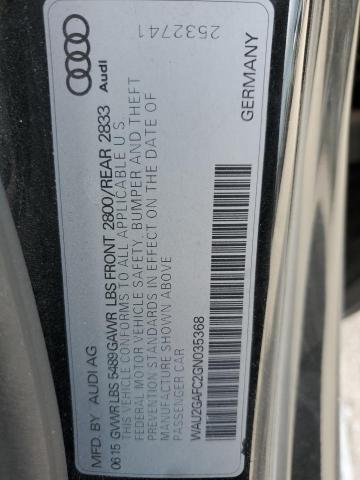 MFD. BY AUDI AG
06 15 GVWR LBS 5489 GAWR LBS FRONT 2800/REAR 2833
THIS VEHICLE CONFORMS TO ALL APPLICABLE U S
FEDERAL MOTOR VEHICLE SAFETY, BUMPER AND THEFT
PREVENTION STANDARDS IN EFFECT ON THE DATE OF
MANUFACTURE SHOWN ABOVE
PASSENGER CAR
WAU2GAFC2GN035368
Audi
2532741
GERMANY